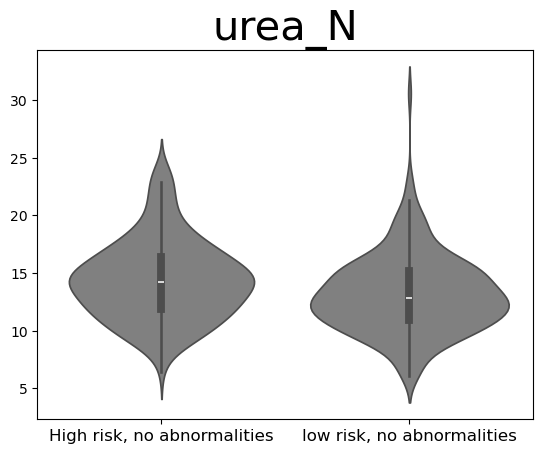 urea_N
30
25
20
15
10
5
High risk, no abnormalities
low risk, no abnormalities